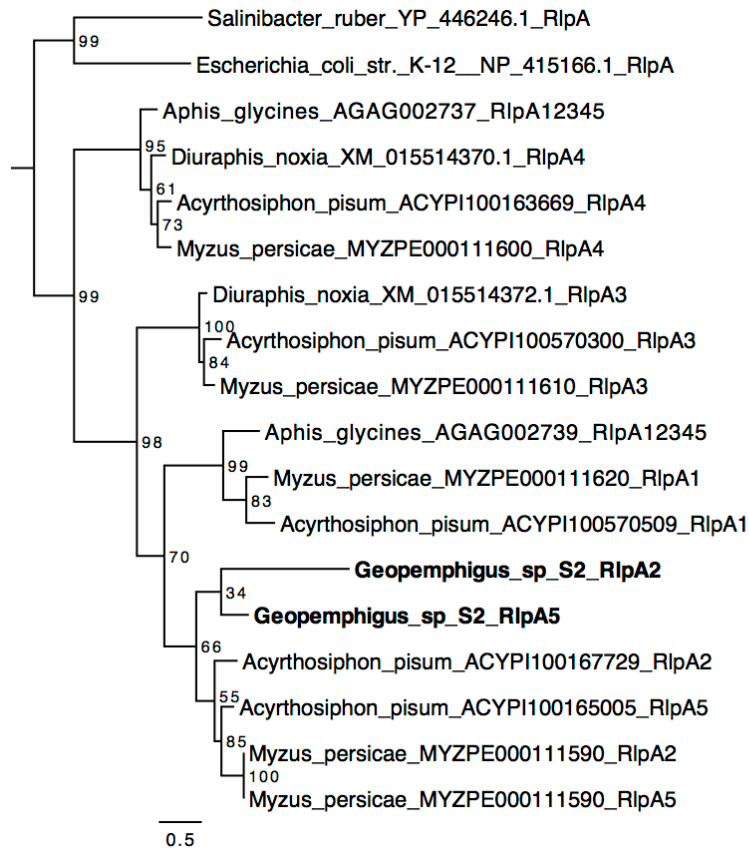 Salinibacter_ruber_YP_446246.1_RlpA
99
Escherichia_coli_str._K-12__NP_415166.1_RlpA
Aphis_glycines_AGAG002737_RlpA12345
95
Diuraphis_noxia_XM_015514370.1_RlpA4
61
Acyrthosiphon_pisum_ACYPI100163669_RlpA4
73
Myzus_persicae_MYZPE000111600_RlpA4
99
Diuraphis_noxia_XM_015514372.1_RlpA3
100
Acyrthosiphon_pisum_ACYPI100570300_RlpA3
84
Myzus_persicae_MYZPE000111610_RlpA3
98
Aphis_glycines_AGAG002739_RlpA12345
99
Myzus_persicae_MYZPE000111620_RlpA1
83
Acyrthosiphon_pisum_ACYPI100570509_RlpA1
70
Geopemphigus_sp_S2_RlpA2
34
Geopemphigus_sp_S2_RlpA5
66
Acyrthosiphon_pisum_ACYPI100167729_RlpA2
55
Acyrthosiphon_pisum_ACYPI100165005_RlpA5
85
Myzus_persicae_MYZPE000111590_RlpA2
100
Myzus_persicae_MYZPE000111590_RlpA5
0.5